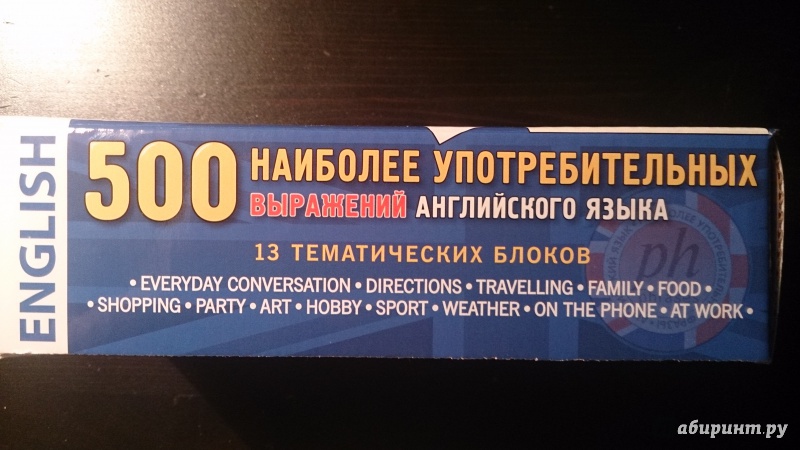 ENGLISH
500 НАИБОЛЕЕ УПОТРЕБИТЕЛЬНЫХ
ВЫРАЖЕНИЙ АНГЛИЙСКОГО ЯЗЫКА
13 ТЕМАТИЧЕСКИХ БЛОКОВ
• EVERYDAY CONVERSATION • DIRECTIONS • TRAVELLING • FAMILY • FOOD •
• SHOPPING • PARTY • ART • HOBBY • SPORT • WEATHER • ON THE PHONE • AT WORK •
ph
абиринт.ру